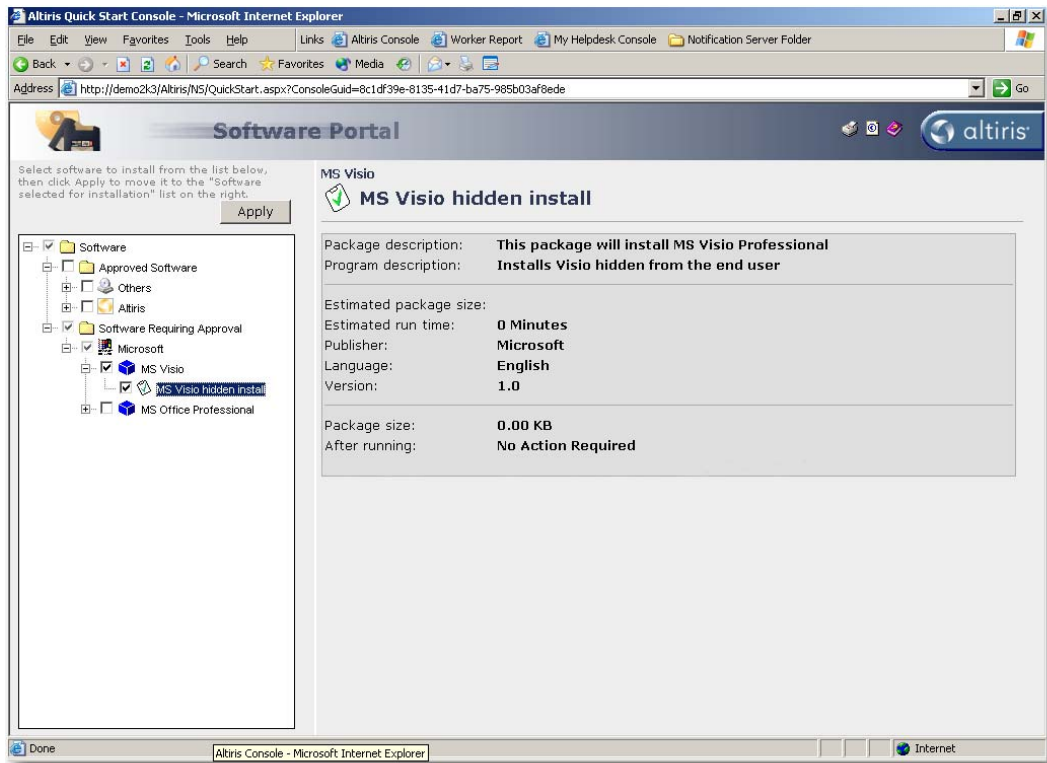 Altiris Quick Start Console - Microsoft Internet Explorer
File Edit View Favorites Tools Help Links Altiris Console Worker Report My Helpdesk Console Notification Server Folder
Back Search Favorites Media
Address http://demo2k3/Altiris/NS/QuickStart.aspx?ConsoleGuid=8c1df39e-8135-41d7-ba75-985b03af8ede Go
Software Portal
altiris
Select software to install from the list below,
then click Apply to move it to the "Software
selected for installation" list on the right.
Apply
Software
Approved Software
Others
Altiris
Software Requiring Approval
Microsoft
MS Visio
MS Visio hidden install
MS Office Professional
MS Visio
MS Visio hidden install
Package description: This package will install MS Visio Professional
Program description: Installs Visio hidden from the end user
Estimated package size:
Estimated run time: 0 Minutes
Publisher: Microsoft
Language: English
Version: 1.0
Package size: 0.00 KB
After running: No Action Required
Done
Altiris Console - Microsoft Internet Explorer
Internet